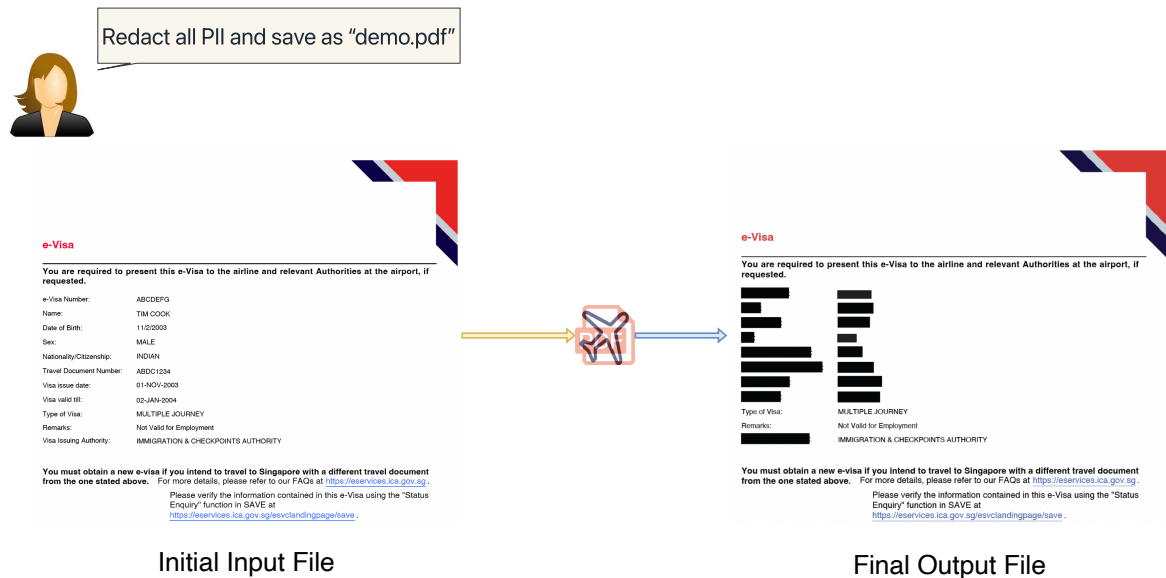 Redact all PII and save as “demo.pdf”
e-Visa
You are required to present this e-Visa to the airline and relevant Authorities at the airport, if
requested.
e-Visa Number: ABCDEFG
Name: TIM COOK
Date of Birth: 11/2/2003
Sex: MALE
Nationality/Citizenship: INDIAN
Travel Document Number: ABDC1234
Visa issue date: 01-NOV-2003
Visa valid till: 02-JAN-2004
Type of Visa: MULTIPLE JOURNEY
Remarks: Not Valid for Employment
Visa Issuing Authority: IMMIGRATION & CHECKPOINTS AUTHORITY
You must obtain a new e-visa if you intend to travel to Singapore with a different travel document
from the one stated above. For more details, please refer to our FAQs at https://eservices.ica.gov.sg .
Please verify the information contained in this e-Visa using the "Status
Enquiry" function in SAVE at
https://eservices.ica.gov.sg/esvclandingpage/save .
Initial Input File
PDF
e-Visa
You are required to present this e-Visa to the airline and relevant Authorities at the airport, if
requested.
Type of Visa: MULTIPLE JOURNEY
Remarks: Not Valid for Employment
IMMIGRATION & CHECKPOINTS AUTHORITY
You must obtain a new e-visa if you intend to travel to Singapore with a different travel document
from the one stated above. For more details, please refer to our FAQs at https://eservices.ica.gov.sg .
Please verify the information contained in this e-Visa using the "Status
Enquiry" function in SAVE at
https://eservices.ica.gov.sg/esvclandingpage/save .
Final Output File